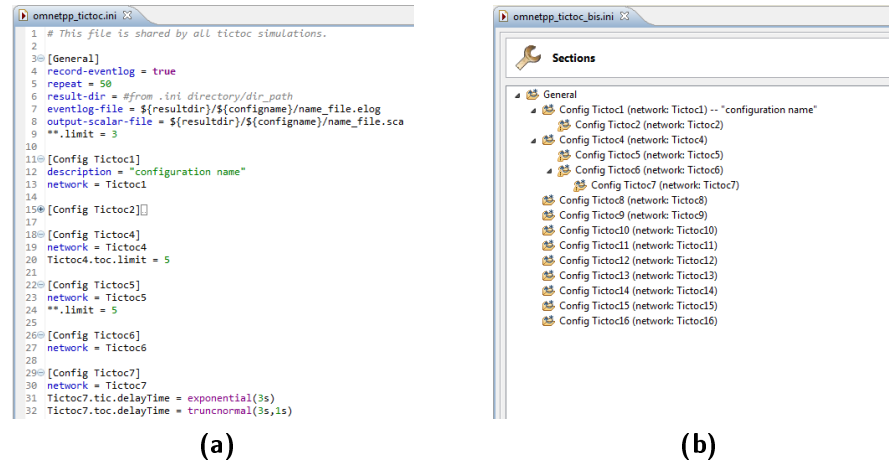 omnetpp_tictoc.ini
1 # This file is shared by all tictoc simulations.
2
3 [General]
4 record-eventlog = true
5 repeat = 50
6 result-dir = #from .ini directory/dir_path
7 eventlog-file = ${resultdir}/${configname}/name_file.elog
8 output-scalar-file = ${resultdir}/${configname}/name_file.sca
9 **.limit = 3
10
11 [Config Tictoc1]
12 description = "configuration name"
13 network = Tictoc1
14
15 [Config Tictoc2]
17
18 [Config Tictoc4]
19 network = Tictoc4
20 Tictoc4.toc.limit = 5
21
22 [Config Tictoc5]
23 network = Tictoc5
24 **.limit = 5
25
26 [Config Tictoc6]
27 network = Tictoc6
28
29 [Config Tictoc7]
30 network = Tictoc7
31 Tictoc7.tic.delayTime = exponential(3s)
32 Tictoc7.toc.delayTime = truncnormal(3s,1s)
(a)
omnetpp_tictoc_bis.ini
Sections
General
Config Tictoc1 (network: Tictoc1) -- "configuration name"
Config Tictoc2 (network: Tictoc2)
Config Tictoc4 (network: Tictoc4)
Config Tictoc5 (network: Tictoc5)
Config Tictoc6 (network: Tictoc6)
Config Tictoc7 (network: Tictoc7)
Config Tictoc8 (network: Tictoc8)
Config Tictoc9 (network: Tictoc9)
Config Tictoc10 (network: Tictoc10)
Config Tictoc11 (network: Tictoc11)
Config Tictoc12 (network: Tictoc12)
Config Tictoc13 (network: Tictoc13)
Config Tictoc14 (network: Tictoc14)
Config Tictoc15 (network: Tictoc15)
Config Tictoc16 (network: Tictoc16)
(b)